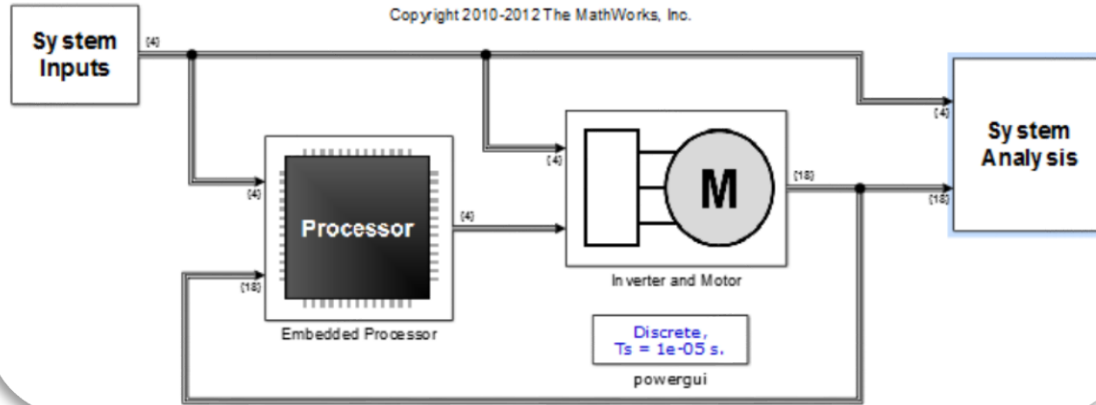 Copyright 2010-2012 The MathWorks, Inc.
System
Inputs
{4}
{4}
{4}
{4}
System
Analysis
{18}
{18}
M
Processor
{4}
{18}
Inverter and Motor
Embedded Processor
Discrete,
Ts = 1e-05 s.
powergui